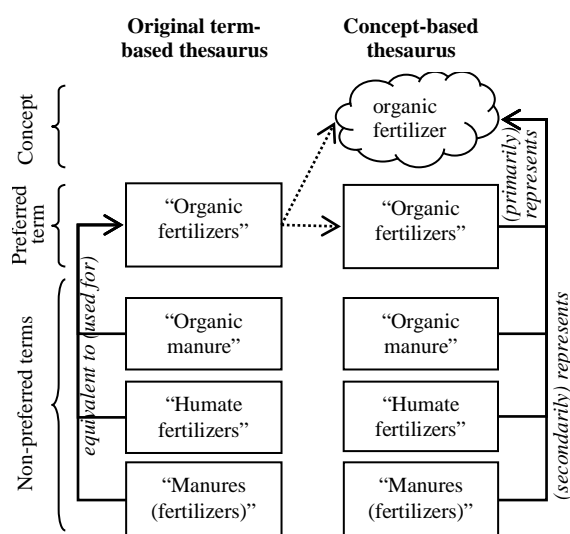 Original term-
based thesaurus
Concept-based
thesaurus
Concept
organic
fertilizer
(primarily)
represents
Preferred
term
“Organic
fertilizers”
“Organic
fertilizers”
Non-preferred terms
equivalent to (used for)
“Organic
manure”
“Organic
manure”
(secondarily) represents
“Humate
fertilizers”
“Humate
fertilizers”
“Manures
(fertilizers)”
“Manures
(fertilizers)”